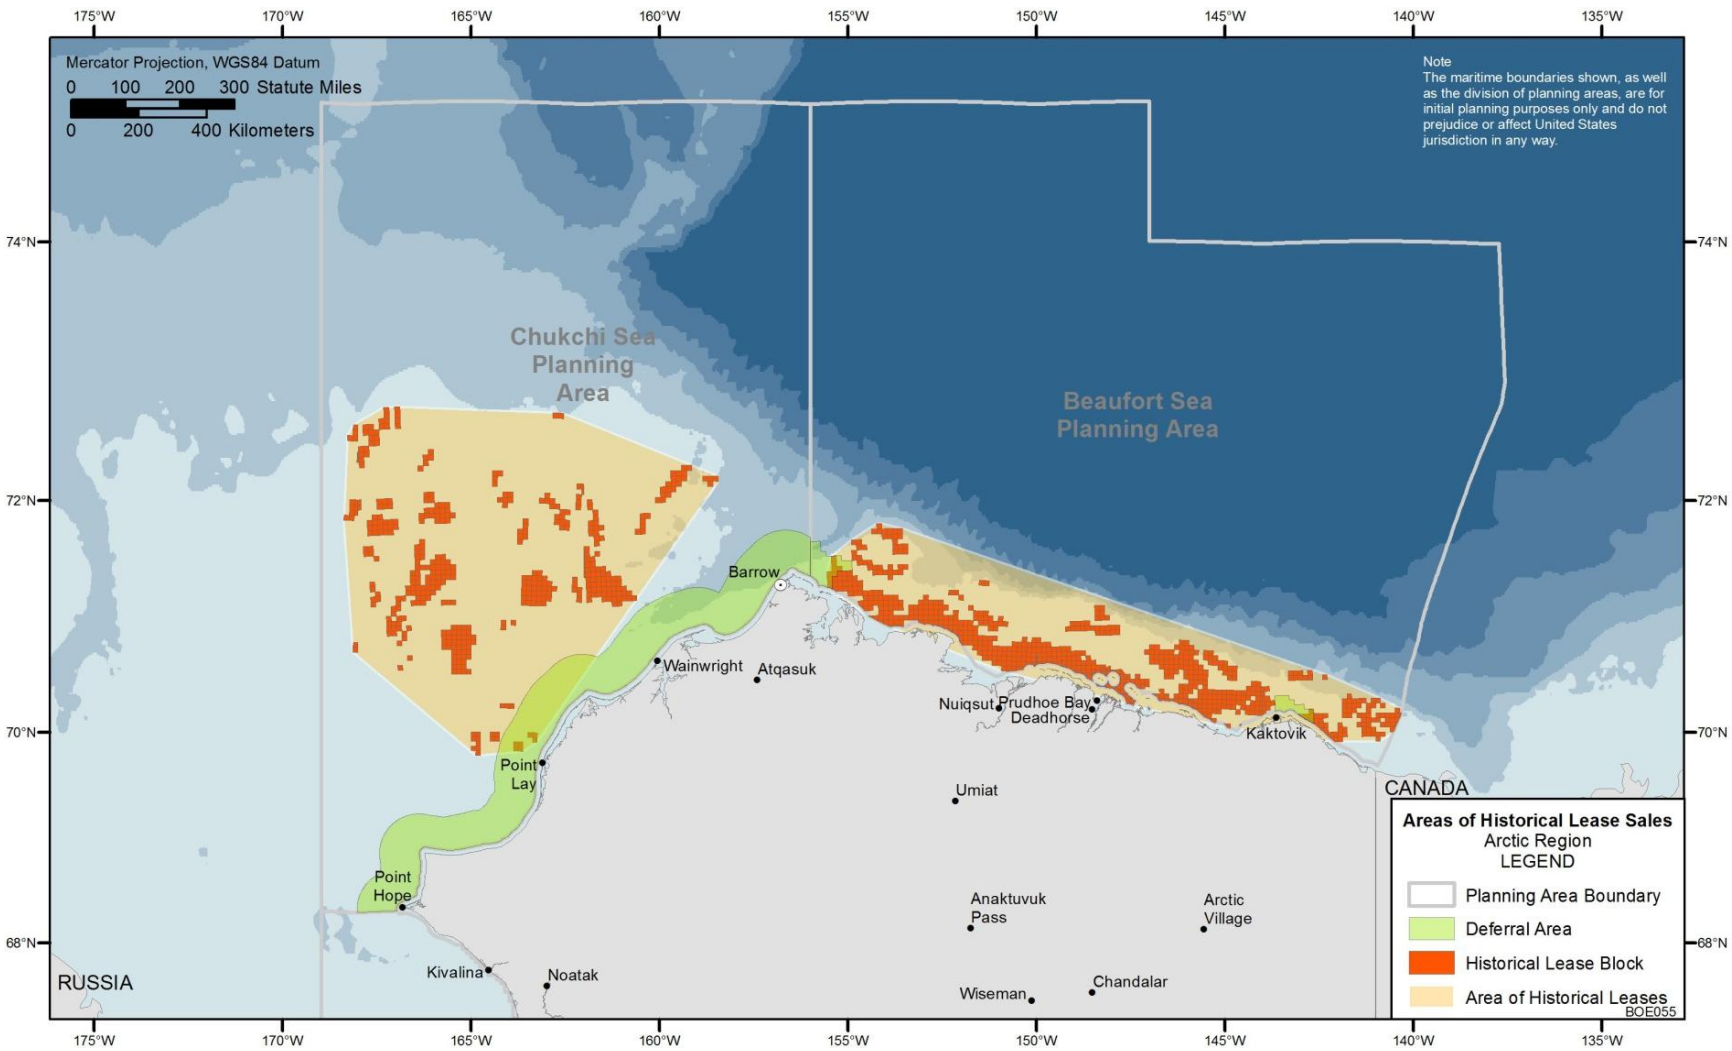 175°W 170°W 165°W 160°W 155°W 150°W 145°W 140°W 135°W
Mercator Projection, WGS84 Datum
0 100 200 300 Statute Miles
0 200 400 Kilometers
Note
The maritime boundaries shown, as well
as the division of planning areas, are for
initial planning purposes only and do not
prejudice or affect United States
jurisdiction in any way.
74°N 74°N
Chukchi Sea
Planning
Area
Beaufort Sea
Planning Area
72°N 72°N
Barrow
Wainwright
Atqasuk
Nuiqsut
Prudhoe Bay
Deadhorse
Kaktovik
70°N 70°N
Point
Lay
Umiat
CANADA
Point
Hope
Anaktuvuk
Pass
Arctic
Village
68°N 68°N
RUSSIA
Kivalina
Noatak
Wiseman
Chandalar
Areas of Historical Lease Sales
Arctic Region
LEGEND
Planning Area Boundary
Deferral Area
Historical Lease Block
Area of Historical Leases
BOE055
175°W 170°W 165°W 160°W 155°W 150°W 145°W 140°W 135°W